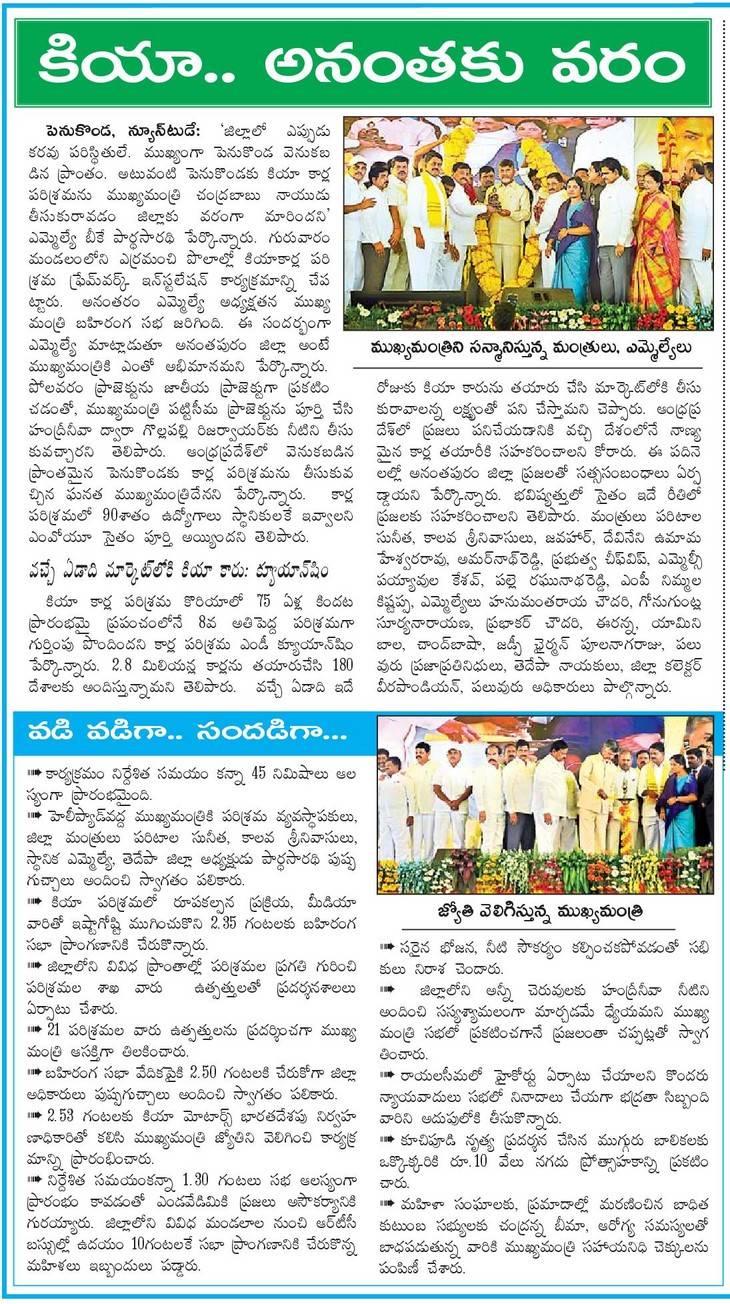 కియా.. అనంతకు వరం
పెనుకొండ, న్యూస్‌టుడే: 'జిల్లాలో ఎప్పుడు
కరవు పరిస్థితులే. ముఖ్యంగా పెనుకొండ వెనుకబ
డిన ప్రాంతం. అటువంటి పెనుకొండకు కియా కార్ల
పరిశ్రమను ముఖ్యమంత్రి చంద్రబాబు నాయుడు
తీసుకురావడం జిల్లాకు వరంగా మారిందని'
ఎమ్మెల్యే బీకే పార్థసారథి పేర్కొన్నారు. గురువారం
మండలంలోని ఎర్రమంచి పొలాల్లో కియాకార్ల పరి
శ్రమ ఫ్రేమ్‌వర్క్ ఇన్‌స్టలేషన్ కార్యక్రమాన్ని చేప
ట్టారు. అనంతరం ఎమ్మెల్యే అధ్యక్షతన ముఖ్య
మంత్రి బహిరంగ సభ జరిగింది. ఈ సందర్భంగా
ఎమ్మెల్యే మాట్లాడుతూ అనంతపురం జిల్లా అంటే
ముఖ్యమంత్రికి ఎంతో అభిమానమని పేర్కొన్నారు.
పోలవరం ప్రాజెక్టును జాతీయ ప్రాజెక్టుగా ప్రకటిం
చడంతో, ముఖ్యమంత్రి పట్టిసీమ ప్రాజెక్టును పూర్తి చేసి
హంద్రీనీవా ద్వారా గొల్లపల్లి రిజర్వాయర్‌కు నీటిని తీసు
కువచ్చారని తెలిపారు. ఆంధ్రప్రదేశ్‌లో వెనుకబడిన
ప్రాంతమైన పెనుకొండకు కార్ల పరిశ్రమను తీసుకువ
చ్చిన ఘనత ముఖ్యమంత్రిదేనని పేర్కొన్నారు. కార్ల
పరిశ్రమలో 90శాతం ఉద్యోగాలు స్థానికులకే ఇవ్వాలని
ఎంవోయూ సైతం పూర్తి అయ్యిందని తెలిపారు.
వచ్చే ఏడాది మార్కెట్‌లోకి కియా కారు: క్యూయాన్‌షిం
కియా కార్ల పరిశ్రమ కొరియాలో 75 ఏళ్ల కిందట
ప్రారంభమై ప్రపంచంలోనే 8వ అతిపెద్ద పరిశ్రమగా
గుర్తింపు పొందిందని కార్ల పరిశ్రమ ఎండీ క్యూయాన్‌షిం
పేర్కొన్నారు. 2.8 మిలియన్ల కార్లను తయారుచేసి 180
దేశాలకు అందిస్తున్నామని తెలిపారు. వచ్చే ఏడాది ఇదే
ముఖ్యమంత్రిని సన్మానిస్తున్న మంత్రులు, ఎమ్మెల్యేలు
రోజుకు కియా కారును తయారు చేసి మార్కెట్‌లోకి తీసు
కురావాలన్న లక్ష్యంతో పని చేస్తామని చెప్పారు. ఆంధ్రప్ర
దేశ్‌లో ప్రజలు పనిచేయడానికి వచ్చి దేశంలోనే నాణ్య
మైన కార్ల తయారీకి సహకరించాలని కోరారు. ఈ పదినె
లల్లో అనంతపురం జిల్లా ప్రజలతో సత్సంబంధాలు ఏర్ప
డ్డాయని పేర్కొన్నారు. భవిష్యత్తులో సైతం ఇదే రీతిలో
ప్రజలకు సహకరించాలని తెలిపారు. మంత్రులు పరిటాల
సునీత, కాలవ శ్రీనివాసులు, జవహార్, దేవినేని ఉమామ
హేశ్వరరావు, అమర్‌నాథ్‌రెడ్డి, ప్రభుత్వ చీఫ్‌విప్, ఎమ్మెల్సీ
పయ్యావుల కేశవ్, పల్లె రఘునాథరెడ్డి, ఎంపీ నిమ్మల
కిష్టప్ప, ఎమ్మెల్యేలు హనుమంతరాయ చౌదరి, గోనుగుంట్ల
సూర్యనారాయణ, ప్రభాకర్ చౌదరి, ఈరన్న, యామిని
బాల, చాంద్‌బాషా, జడ్పీ ఛైర్మన్ పూలనాగరాజు, పలు
వురు ప్రజాప్రతినిధులు, తెదేపా నాయకులు, జిల్లా కలెక్టర్
వీరపాండియన్, పలువురు అధికారులు పాల్గొన్నారు.
వడి వడిగా.. సందడిగా...
➠ కార్యక్రమం నిర్దేశిత సమయం కన్నా 45 నిమిషాలు ఆల
స్యంగా ప్రారంభమైంది.
➠ హెలీప్యాడ్‌వద్ద ముఖ్యమంత్రికి పరిశ్రమ వ్యవస్థాపకులు,
జిల్లా మంత్రులు పరిటాల సునీత, కాలవ శ్రీనివాసులు,
స్థానిక ఎమ్మెల్యే, తెదేపా జిల్లా అధ్యక్షుడు పార్థసారథి పుష్ప
గుచ్ఛాలు అందించి స్వాగతం పలికారు.
➠ కియా పరిశ్రమలో రూపకల్పన ప్రక్రియ, మీడియా
వారితో ఇష్టాగోష్టి ముగించుకొని 2.35 గంటలకు బహిరంగ
సభా ప్రాంగణానికి చేరుకొన్నారు.
➠ జిల్లాలోని వివిధ ప్రాంతాల్లో పరిశ్రమల ప్రగతి గురించి
పరిశ్రమల శాఖ వారు ఉత్పత్తులతో ప్రదర్శనశాలలు
ఏర్పాటు చేశారు.
➠ 21 పరిశ్రమల వారు ఉత్పత్తులను ప్రదర్శించగా ముఖ్య
మంత్రి ఆసక్తిగా తిలకించారు.
➠ బహిరంగ సభా వేదికపైకి 2.50 గంటలకి చేరుకోగా జిల్లా
అధికారులు పుష్పగుచ్ఛాలు అందించి స్వాగతం పలికారు.
➠ 2.53 గంటలకు కియా మోటార్స్ భారతదేశపు నిర్వహ
ణాధికారితో కలిసి ముఖ్యమంత్రి జ్యోతిని వెలిగించి కార్యక్ర
మాన్ని ప్రారంభించారు.
➠ నిర్దేశిత సమయంకన్నా 1.30 గంటలు సభ ఆలస్యంగా
ప్రారంభం కావడంతో ఎండవేడిమికి ప్రజలు అసౌకర్యానికి
గురయ్యారు. జిల్లాలోని వివిధ మండలాల నుంచి ఆర్‌టీసీ
బస్సుల్లో ఉదయం 10గంటలకే సభా ప్రాంగణానికి చేరుకొన్న
మహిళలు ఇబ్బందులు పడ్డారు.
జ్యోతి వెలిగిస్తున్న ముఖ్యమంత్రి
➠ సరైన భోజన, నీటి సౌకర్యం కల్పించకపోవడంతో సభి
కులు నిరాశ చెందారు.
➠ జిల్లాలోని అన్నీ చెరువులకు హంద్రీనీవా నీటిని
అందించి సస్యశ్యామలంగా మార్చడమే ధ్యేయమని ముఖ్య
మంత్రి సభలో ప్రకటించగానే ప్రజలంతా చప్పట్లతో స్వాగ
తించారు.
➠ రాయలసీమలో హైకోర్టు ఏర్పాటు చేయాలని కొందరు
న్యాయవాదులు సభలో నినాదాలు చేయగా భద్రతా సిబ్బంది
వారిని అదుపులోకి తీసుకొన్నారు.
➠ కూచిపూడి నృత్య ప్రదర్శన చేసిన ముగ్గురు బాలికలకు
ఒక్కొక్కరికి రూ.10 వేలు నగదు ప్రోత్సాహకాన్ని ప్రకటిం
చారు.
➠ మహిళా సంఘాలకు, ప్రమాదాల్లో మరణించిన బాధిత
కుటుంబ సభ్యులకు చంద్రన్న బీమా, ఆరోగ్య సమస్యలతో
బాధపడుతున్న వారికి ముఖ్యమంత్రి సహాయనిధి చెక్కులను
పంపిణీ చేశారు.